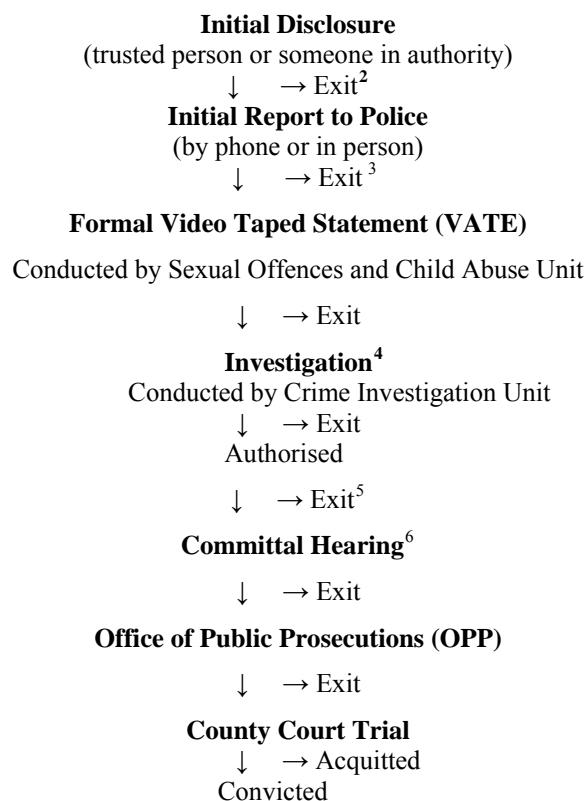 Initial Disclosure
(trusted person or someone in authority)
↓ → Exit²
Initial Report to Police
(by phone or in person)
↓ → Exit ³
Formal Video Taped Statement (VATE)
Conducted by Sexual Offences and Child Abuse Unit
↓ → Exit
Investigation⁴
Conducted by Crime Investigation Unit
↓ → Exit
Authorised
↓ → Exit⁵
Committal Hearing⁶
↓ → Exit
Office of Public Prosecutions (OPP)
↓ → Exit
County Court Trial
↓ → Acquitted
Convicted